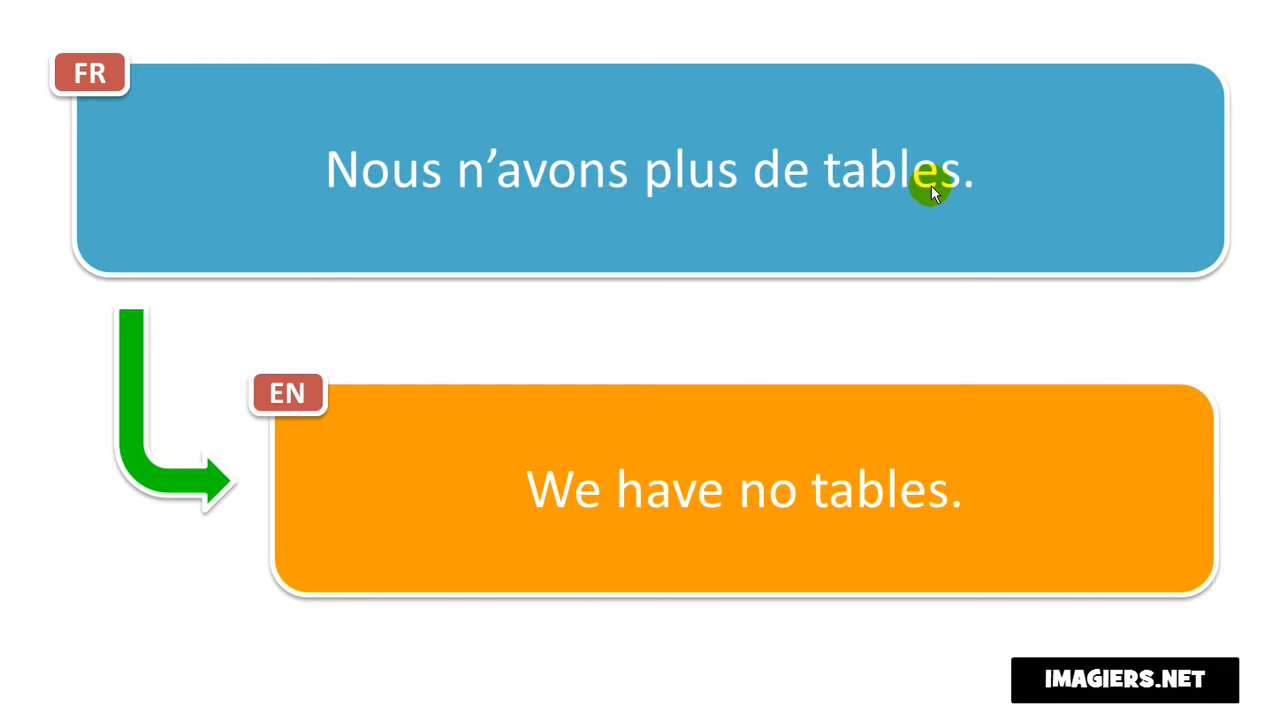 FR
Nous n’avons plus de tables.
EN
We have no tables.
IMAGIERS.NET